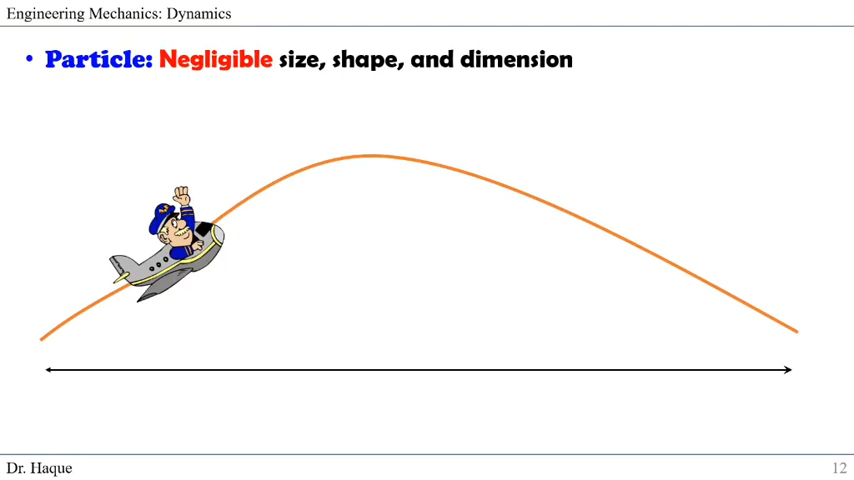 Engineering Mechanics: Dynamics
• Particle: Negligible size, shape, and dimension
Dr. Haque
12